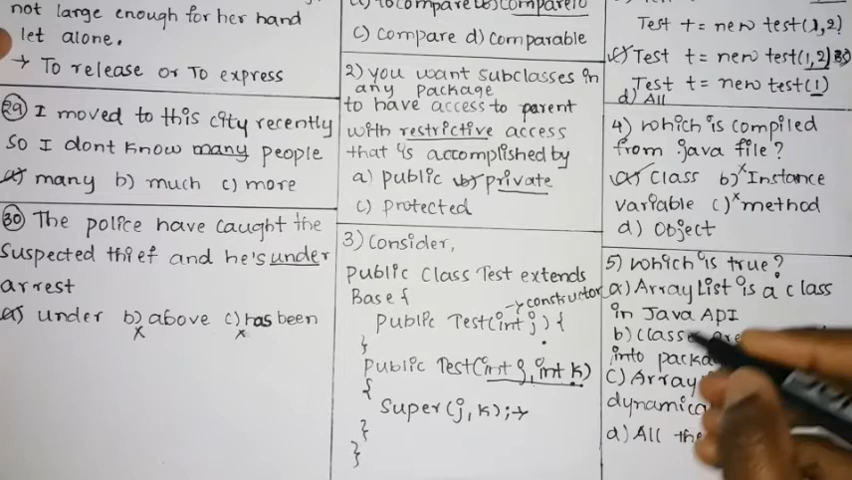 not large enough for her hand
let alone.
→ To release or To express
29 I moved to this city recently
so I dont know many people
a) many b) much c) more
30 The police have caught the
suspected thief and he's under
arrest
a) under b) above c) has been
a) to compare b) compareTo
c) compare d) comparable
2) you want subclasses in
any package
to have access to parent
with restrictive access
that is accomplished by
a) public b) private
c) protected
3) Consider,
public class Test extends
Base {
→ constructor
public Test(int j) {
}
public Test(int j, int k)
{
Super(j, k); →
}
}
Test t = new test(1,2)
c) Test t = new test(1,2)
Test t = new test(1)
d) All
4) which is compiled
from java file?
a) class b) Instance
variable c) method
d) Object
5) which is true?
a) ArrayList is a class
in Java API
b) classes are
into
c) Array
d) All the